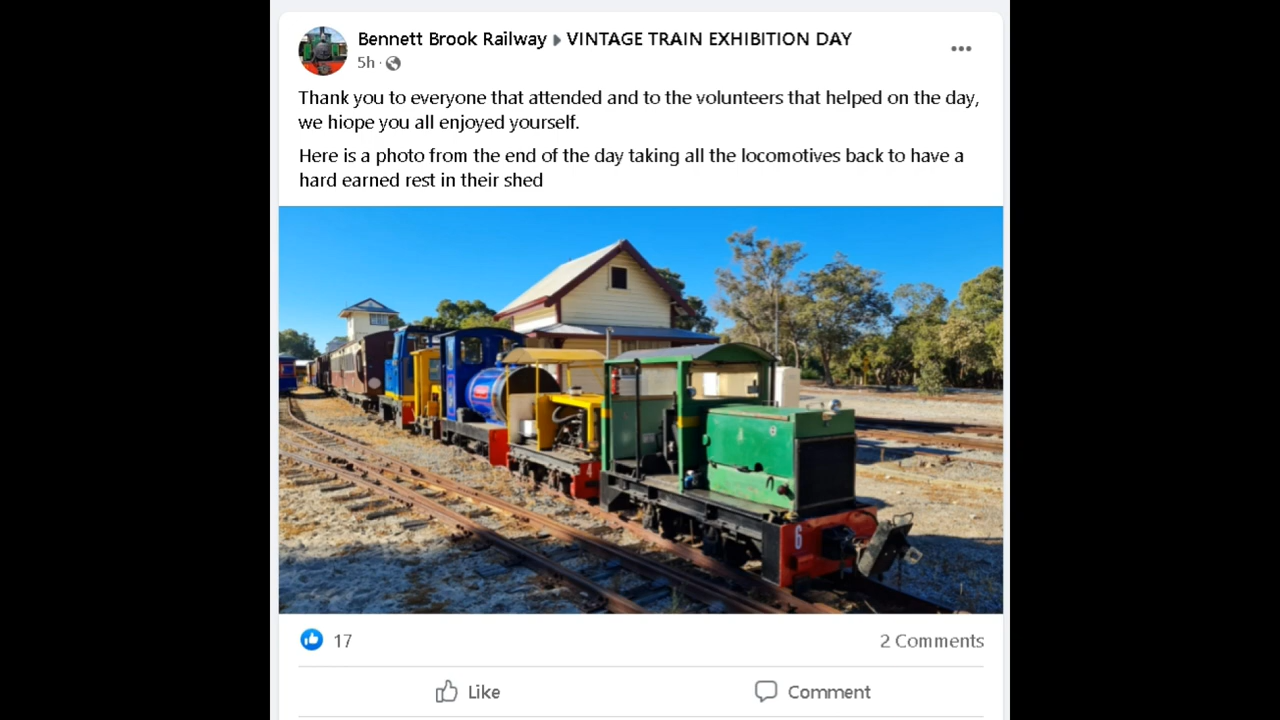 Bennett Brook Railway VINTAGE TRAIN EXHIBITION DAY
5h ·
Thank you to everyone that attended and to the volunteers that helped on the day,
we hiope you all enjoyed yourself.
Here is a photo from the end of the day taking all the locomotives back to have a
hard earned rest in their shed
4
6
17
2 Comments
Like
Comment